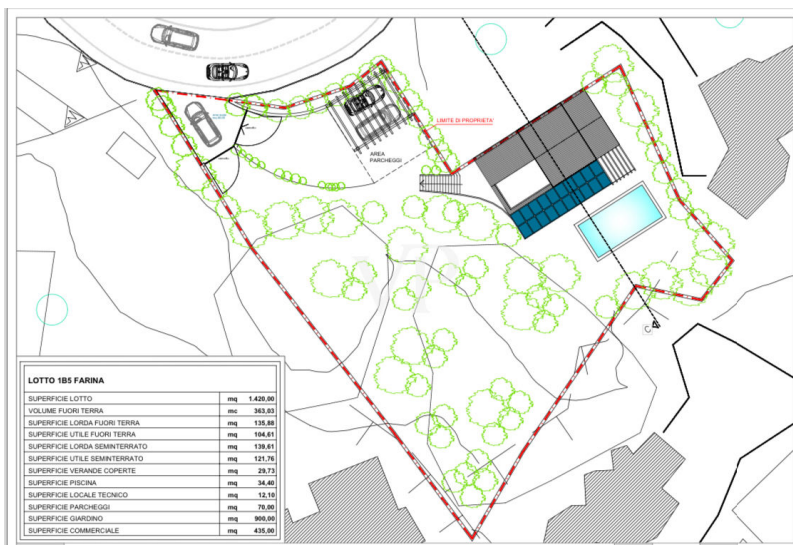 LIMITE DI PROPRIETA'
AREA
PARCHEGGI
VP
C
LOTTO 1B5 FARINA
SUPERFICIE LOTTO mq 1.420,00
VOLUME FUORI TERRA mc 363,03
SUPERFICIE LORDA FUORI TERRA mq 135,88
SUPERFICIE UTILE FUORI TERRA mq 104,61
SUPERFICIE LORDA SEMINTERRATO mq 139,61
SUPERFICIE UTILE SEMINTERRATO mq 121,76
SUPERFICIE VERANDE COPERTE mq 29,73
SUPERFICIE PISCINA mq 34,40
SUPERFICIE LOCALE TECNICO mq 12,10
SUPERFICIE PARCHEGGI mq 70,00
SUPERFICIE GIARDINO mq 900,00
SUPERFICIE COMMERCIALE mq 435,00